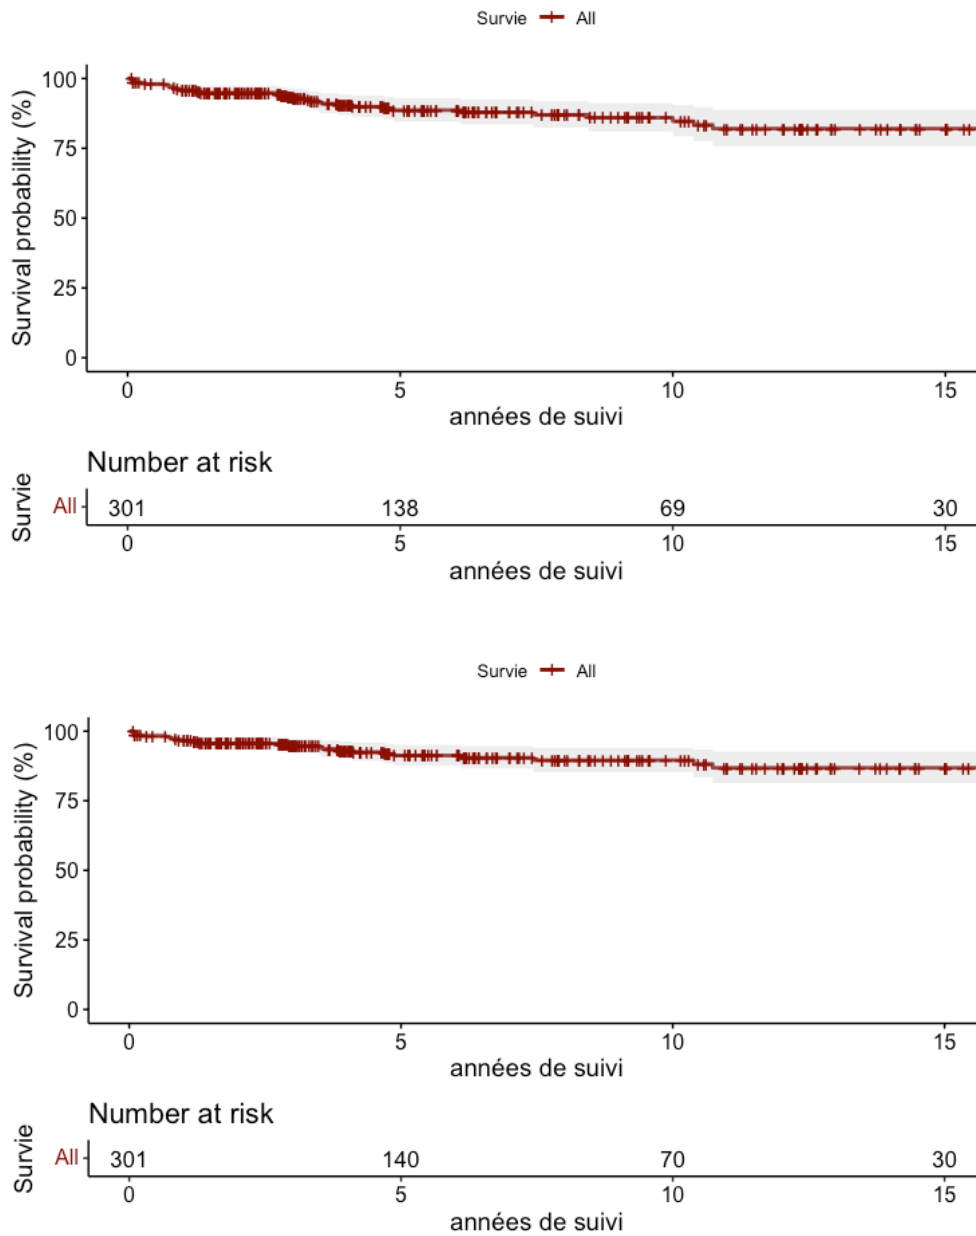 Survie All
Survival probability (%)
100
75
50
25
0
0 5 10 15
années de suivi
Number at risk
Survie
All 301 138 69 30
0 5 10 15
années de suivi
Survie All
Survival probability (%)
100
75
50
25
0
0 5 10 15
années de suivi
Number at risk
Survie
All 301 140 70 30
0 5 10 15
années de suivi